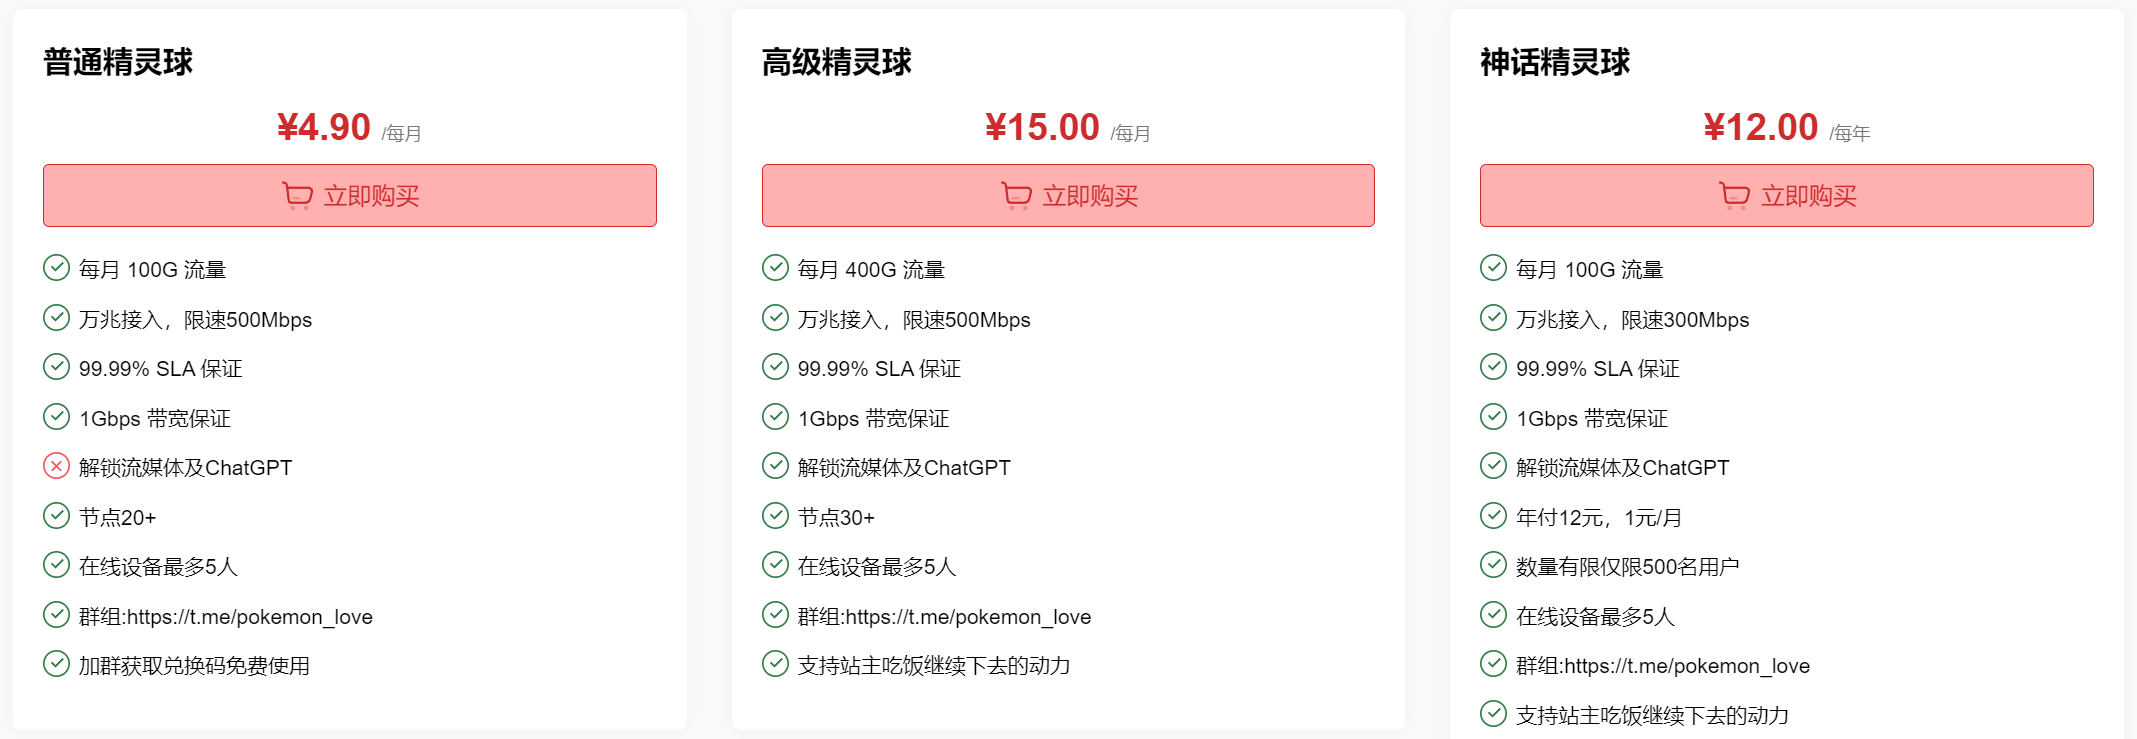 普通精灵球
¥4.90 /每月
立即购买
每月 100G 流量
万兆接入，限速500Mbps
99.99% SLA 保证
1Gbps 带宽保证
解锁流媒体及ChatGPT
节点20+
在线设备最多5人
群组:https://t.me/pokemon_love
加群获取兑换码免费使用
高级精灵球
¥15.00 /每月
立即购买
每月 400G 流量
万兆接入，限速500Mbps
99.99% SLA 保证
1Gbps 带宽保证
解锁流媒体及ChatGPT
节点30+
在线设备最多5人
群组:https://t.me/pokemon_love
支持站主吃饭继续下去的动力
神话精灵球
¥12.00 /每年
立即购买
每月 100G 流量
万兆接入，限速300Mbps
99.99% SLA 保证
1Gbps 带宽保证
解锁流媒体及ChatGPT
年付12元，1元/月
数量有限仅限500名用户
在线设备最多5人
群组:https://t.me/pokemon_love
支持站主吃饭继续下去的动力